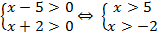 {x − 5 > 0 ⇔ {x > 5
{x + 2 > 0 {x > −2